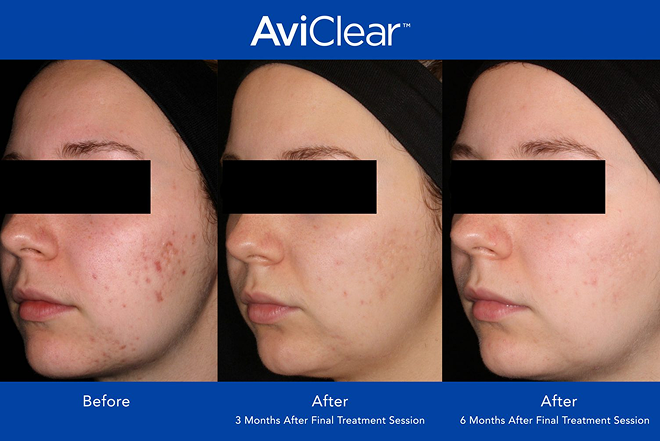 AviClear™
Before
After
3 Months After Final Treatment Session
After
6 Months After Final Treatment Session